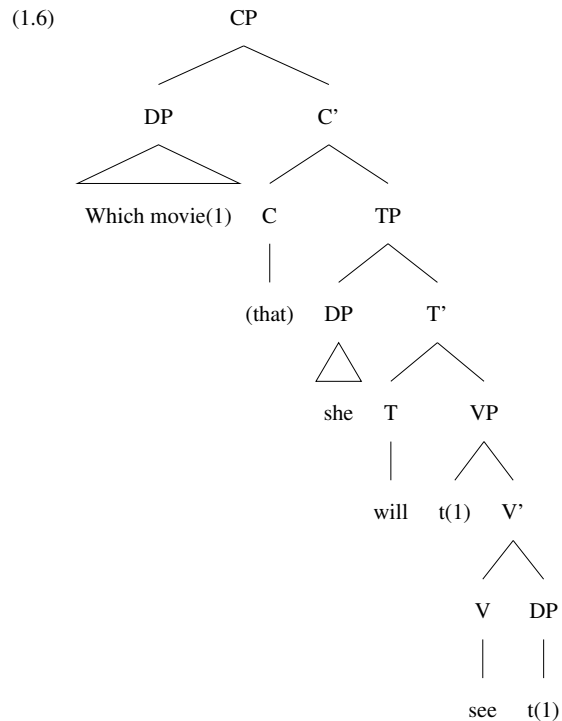 (1.6) CP
DP C’
Which movie(1) C TP
(that) DP T’
she T VP
will t(1) V’
V DP
see t(1)